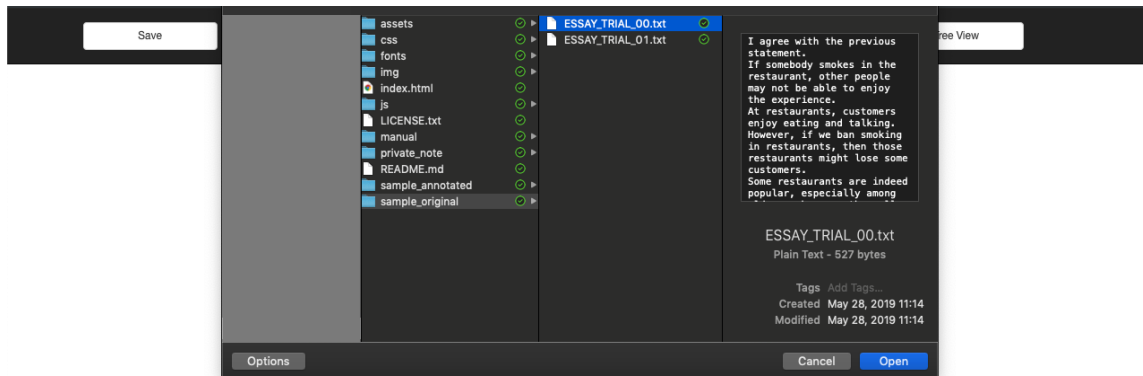 Save
ree View
assets
css
fonts
img
index.html
js
LICENSE.txt
manual
private_note
README.md
sample_annotated
sample_original
ESSAY_TRIAL_00.txt
ESSAY_TRIAL_01.txt
I agree with the previous
statement.
If somebody smokes in the
restaurant, other people
may not be able to enjoy
the experience.
At restaurants, customers
enjoy eating and talking.
However, if we ban smoking
in restaurants, then those
restaurants might lose some
customers.
Some restaurants are indeed
popular, especially among
ESSAY_TRIAL_00.txt
Plain Text - 527 bytes
Tags Add Tags...
Created May 28, 2019 11:14
Modified May 28, 2019 11:14
Options
Cancel
Open